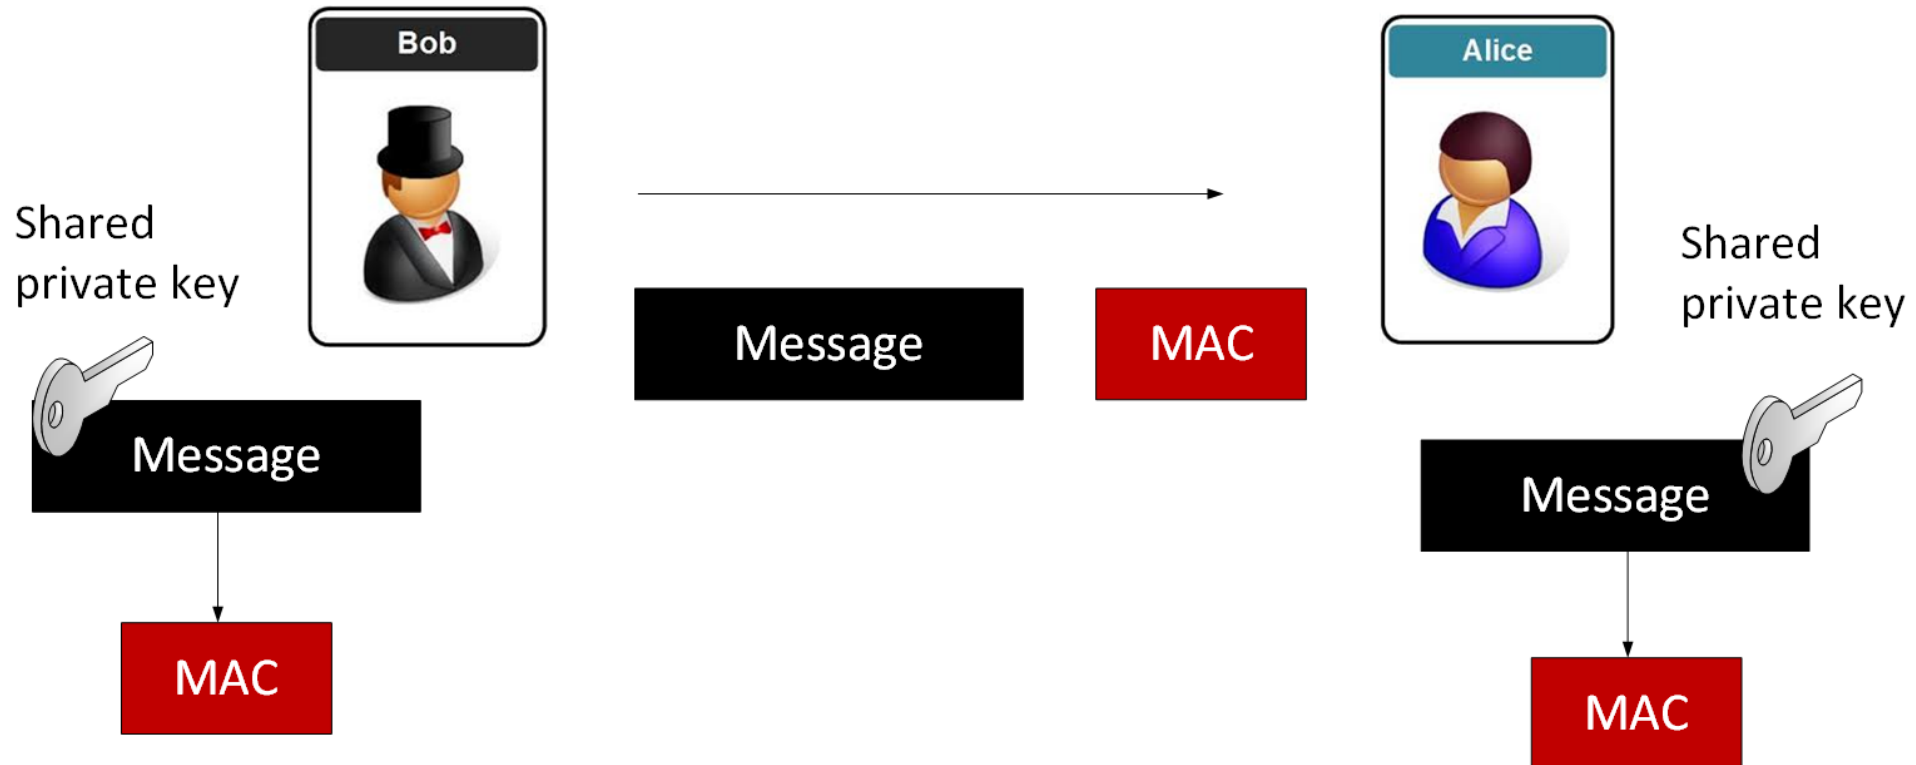 Bob
Alice
Shared
private key
Shared
private key
Message
MAC
Message
Message
MAC
MAC